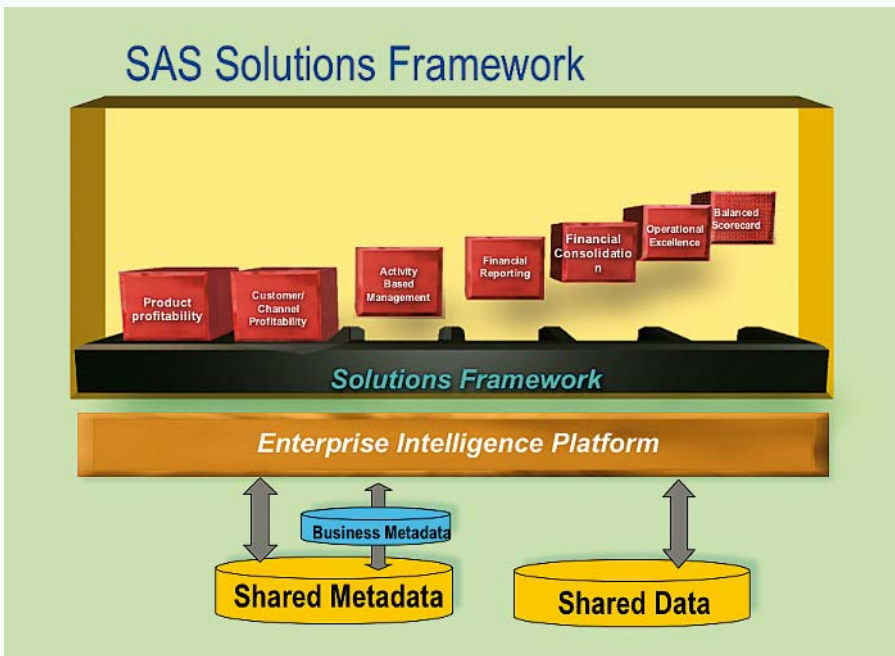 SAS Solutions Framework
Product
profitability
Customer/
Channel
Profitability
Activity
Based
Management
Financial
Reporting
Financial
Consolidatio
n
Operational
Excellence
Balanced
Scorecard
Solutions Framework
Enterprise Intelligence Platform
Business Metadata
Shared Metadata
Shared Data